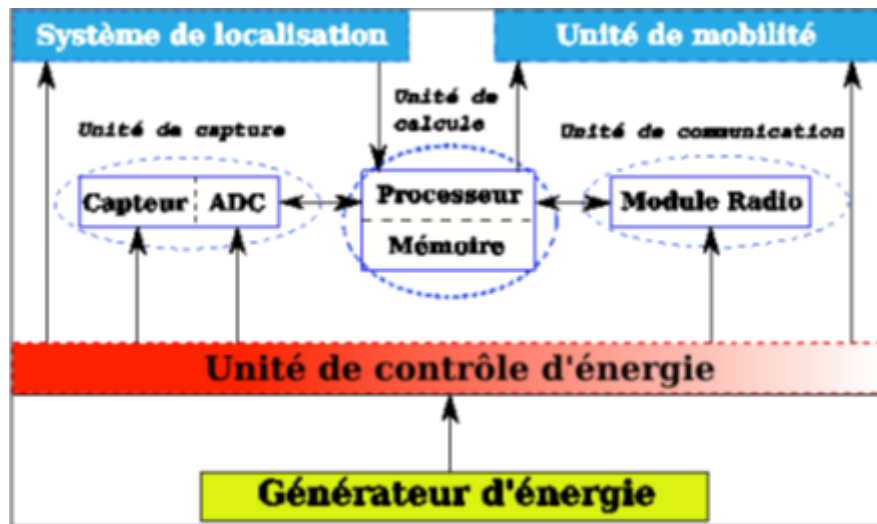 Système de localisation
Unité de mobilité
Unité de
calcule
Unité de capture
Unité de communication
Capteur
ADC
Processeur
Mémoire
Module Radio
Unité de contrôle d'énergie
Générateur d'énergie